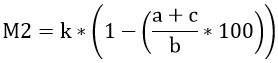 M2 = k * (1 − ((a + c)/b * 100))